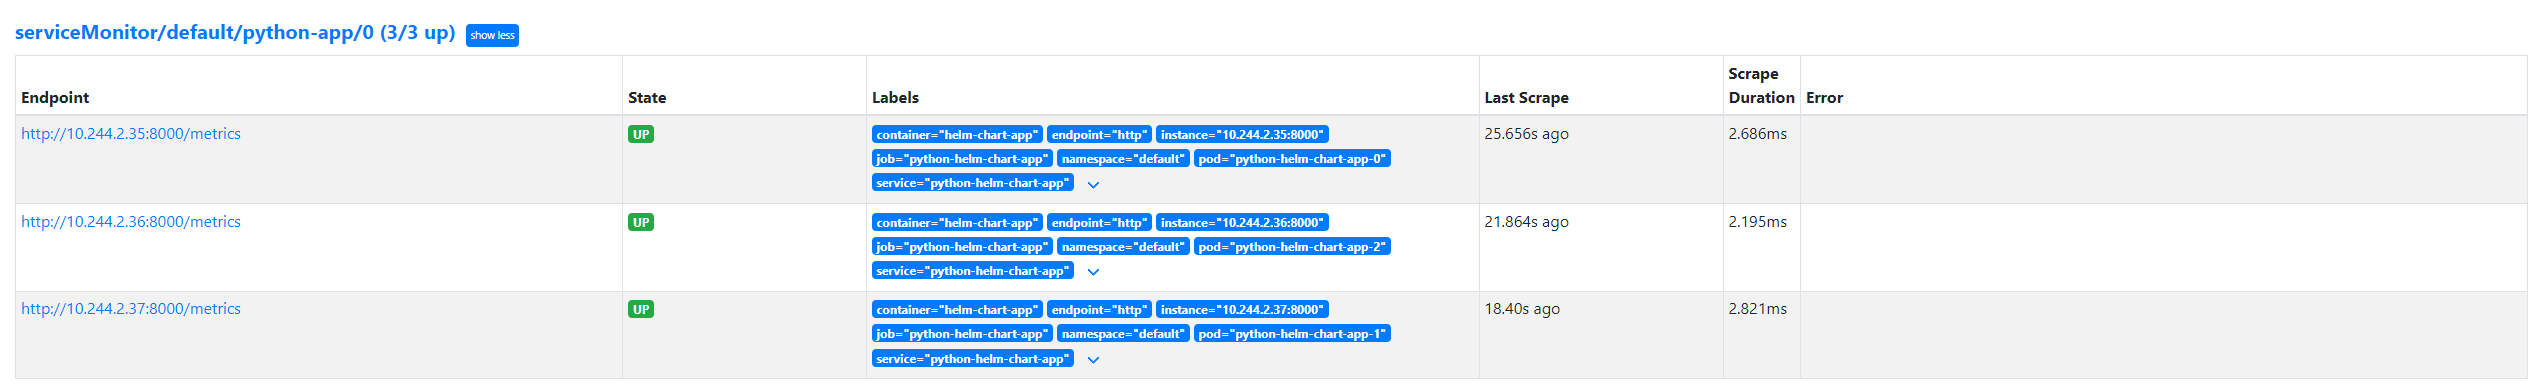 serviceMonitor/default/python-app/0 (3/3 up) show less
Endpoint State Labels Last Scrape Scrape Duration Error
http://10.244.2.35:8000/metrics UP container="helm-chart-app" endpoint="http" instance="10.244.2.35:8000" 25.656s ago 2.686ms
job="python-helm-chart-app" namespace="default" pod="python-helm-chart-app-0"
service="python-helm-chart-app"
http://10.244.2.36:8000/metrics UP container="helm-chart-app" endpoint="http" instance="10.244.2.36:8000" 21.864s ago 2.195ms
job="python-helm-chart-app" namespace="default" pod="python-helm-chart-app-2"
service="python-helm-chart-app"
http://10.244.2.37:8000/metrics UP container="helm-chart-app" endpoint="http" instance="10.244.2.37:8000" 18.40s ago 2.821ms
job="python-helm-chart-app" namespace="default" pod="python-helm-chart-app-1"
service="python-helm-chart-app"